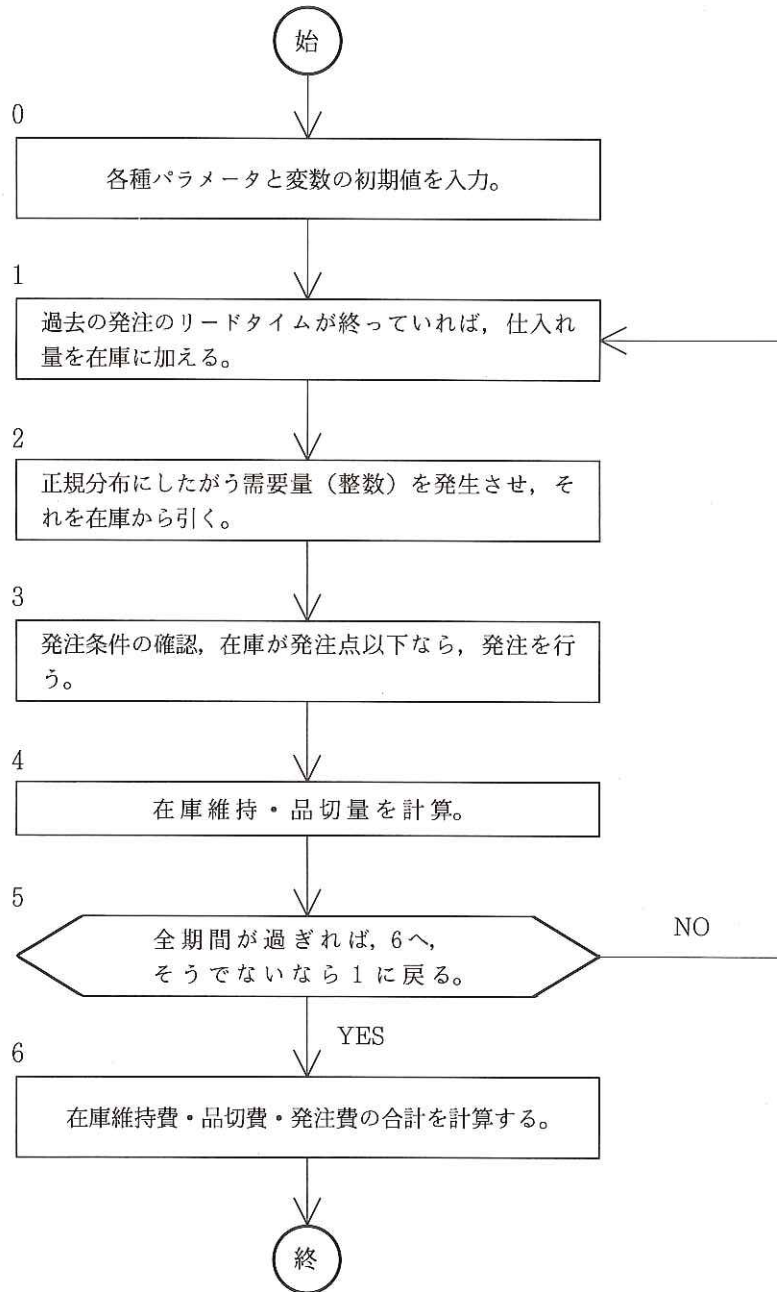 始
0
各種パラメータと変数の初期値を入力。
1
過去の発注のリードタイムが終っていれば，仕入れ
量を在庫に加える。
2
正規分布にしたがう需要量（整数）を発生させ，そ
れを在庫から引く。
3
発注条件の確認，在庫が発注点以下なら，発注を行
う。
4
在庫維持・品切量を計算。
5
全期間が過ぎれば，6へ，
そうでないなら1に戻る。
NO
YES
6
在庫維持費・品切費・発注費の合計を計算する。
終